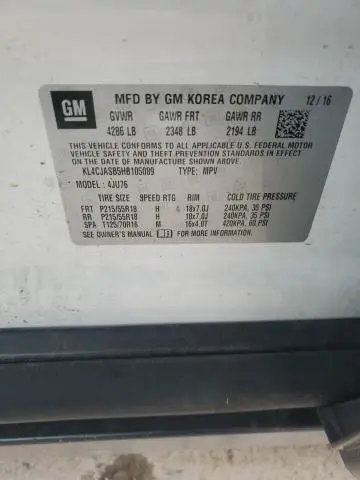 GM MFD BY GM KOREA COMPANY 12/16
GVWR GAWR FRT GAWR RR
4286 LB 2348 LB 2194 LB
THIS VEHICLE CONFORMS TO ALL APPLICABLE U.S. FEDERAL MOTOR
VEHICLE SAFETY AND THEFT PREVENTION STANDARDS IN EFFECT
ON THE DATE OF MANUFACTURE SHOWN ABOVE.
KL4CJASB5HB105089 TYPE: MPV
MODEL: 4JU76
TIRE SIZE SPEED RTG RIM COLD TIRE PRESSURE
FRT P215/55R18 H 18x7.0J 240KPA, 35 PSI
RR P215/55R18 H 18x7.0J 240KPA, 35 PSI
SPA T125/70R16 M 16x4.0T 420KPA, 60 PSI
SEE OWNER'S MANUAL FOR MORE INFORMATION.